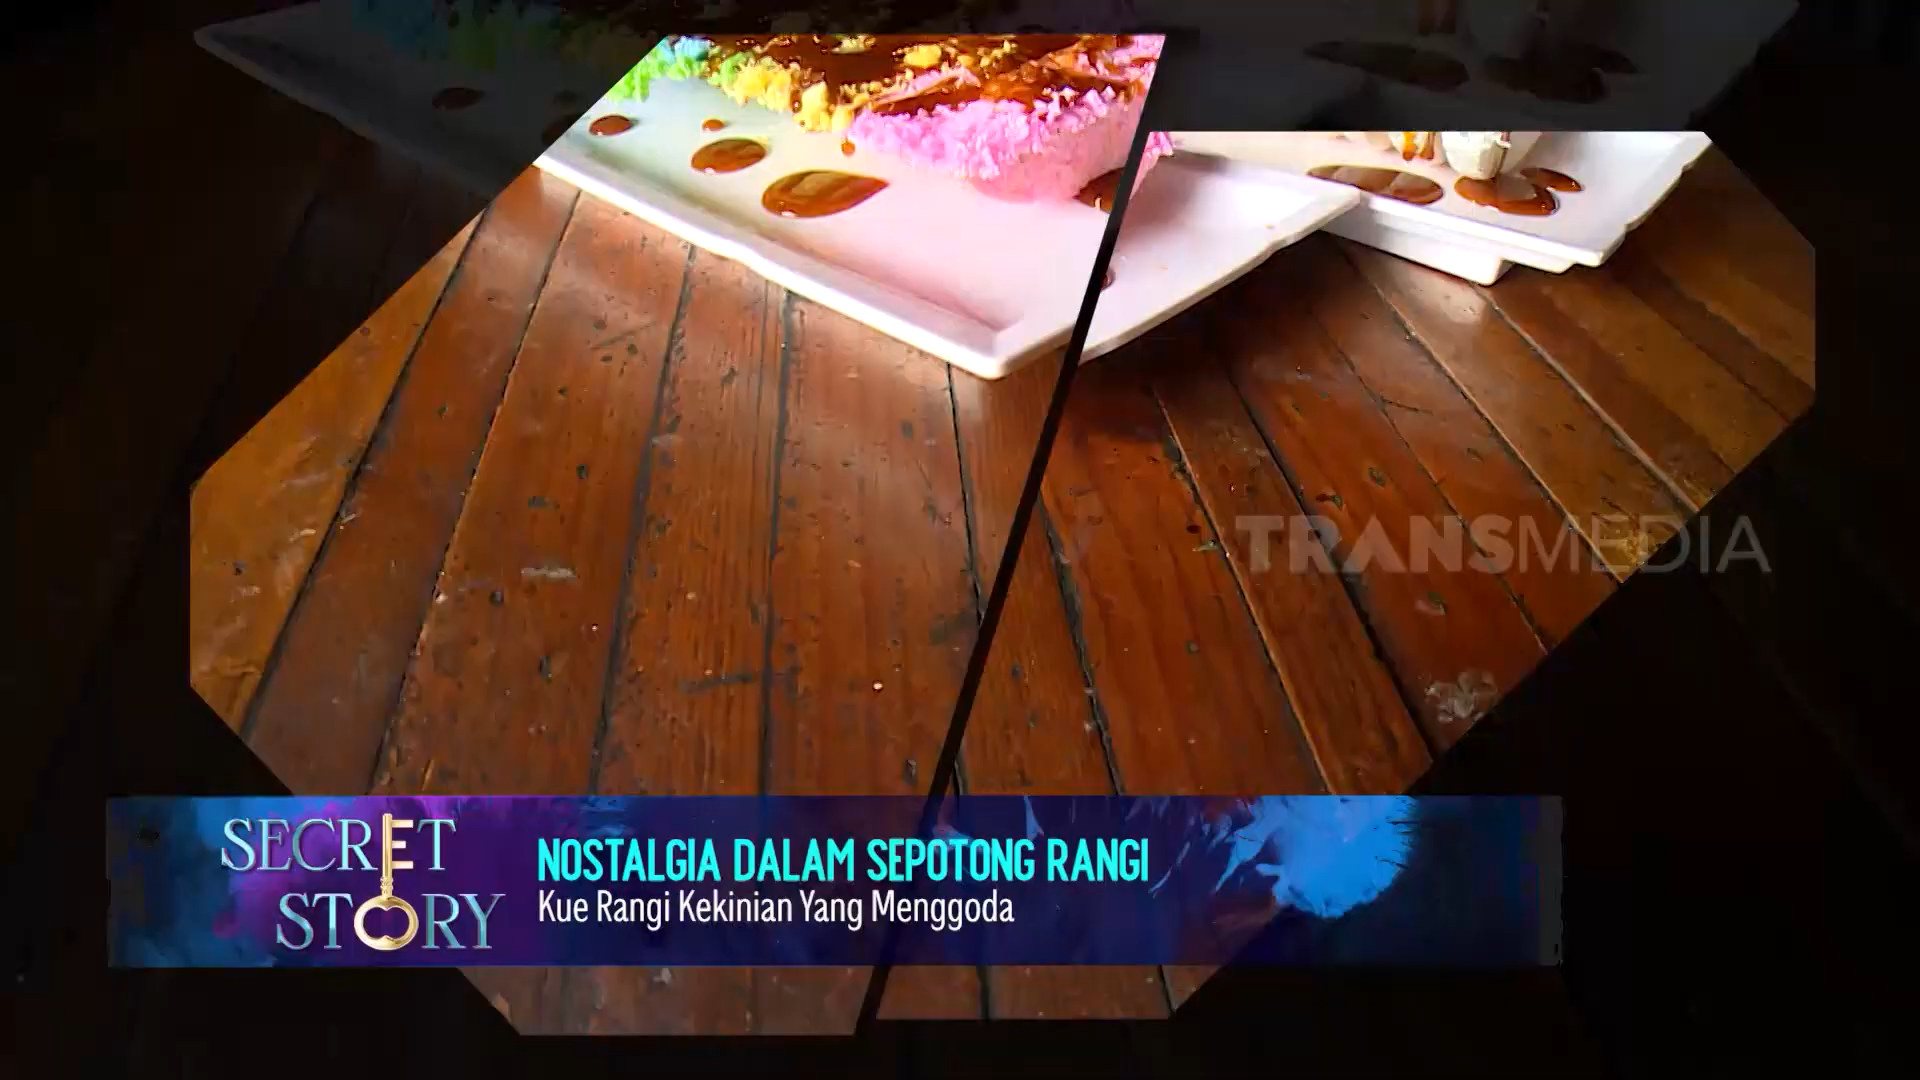 TRANSMEDIA
SECRET
STORY
NOSTALGIA DALAM SEPOTONG RANGI
Kue Rangi Kekinian Yang Menggoda